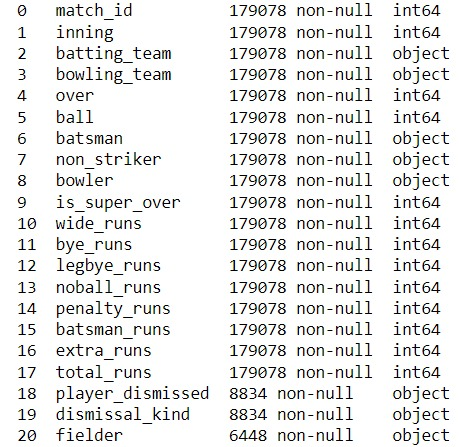 0 match_id 179078 non-null int64
1 inning 179078 non-null int64
2 batting_team 179078 non-null object
3 bowling_team 179078 non-null object
4 over 179078 non-null int64
5 ball 179078 non-null int64
6 batsman 179078 non-null object
7 non_striker 179078 non-null object
8 bowler 179078 non-null object
9 is_super_over 179078 non-null int64
10 wide_runs 179078 non-null int64
11 bye_runs 179078 non-null int64
12 legbye_runs 179078 non-null int64
13 noball_runs 179078 non-null int64
14 penalty_runs 179078 non-null int64
15 batsman_runs 179078 non-null int64
16 extra_runs 179078 non-null int64
17 total_runs 179078 non-null int64
18 player_dismissed 8834 non-null object
19 dismissal_kind 8834 non-null object
20 fielder 6448 non-null object